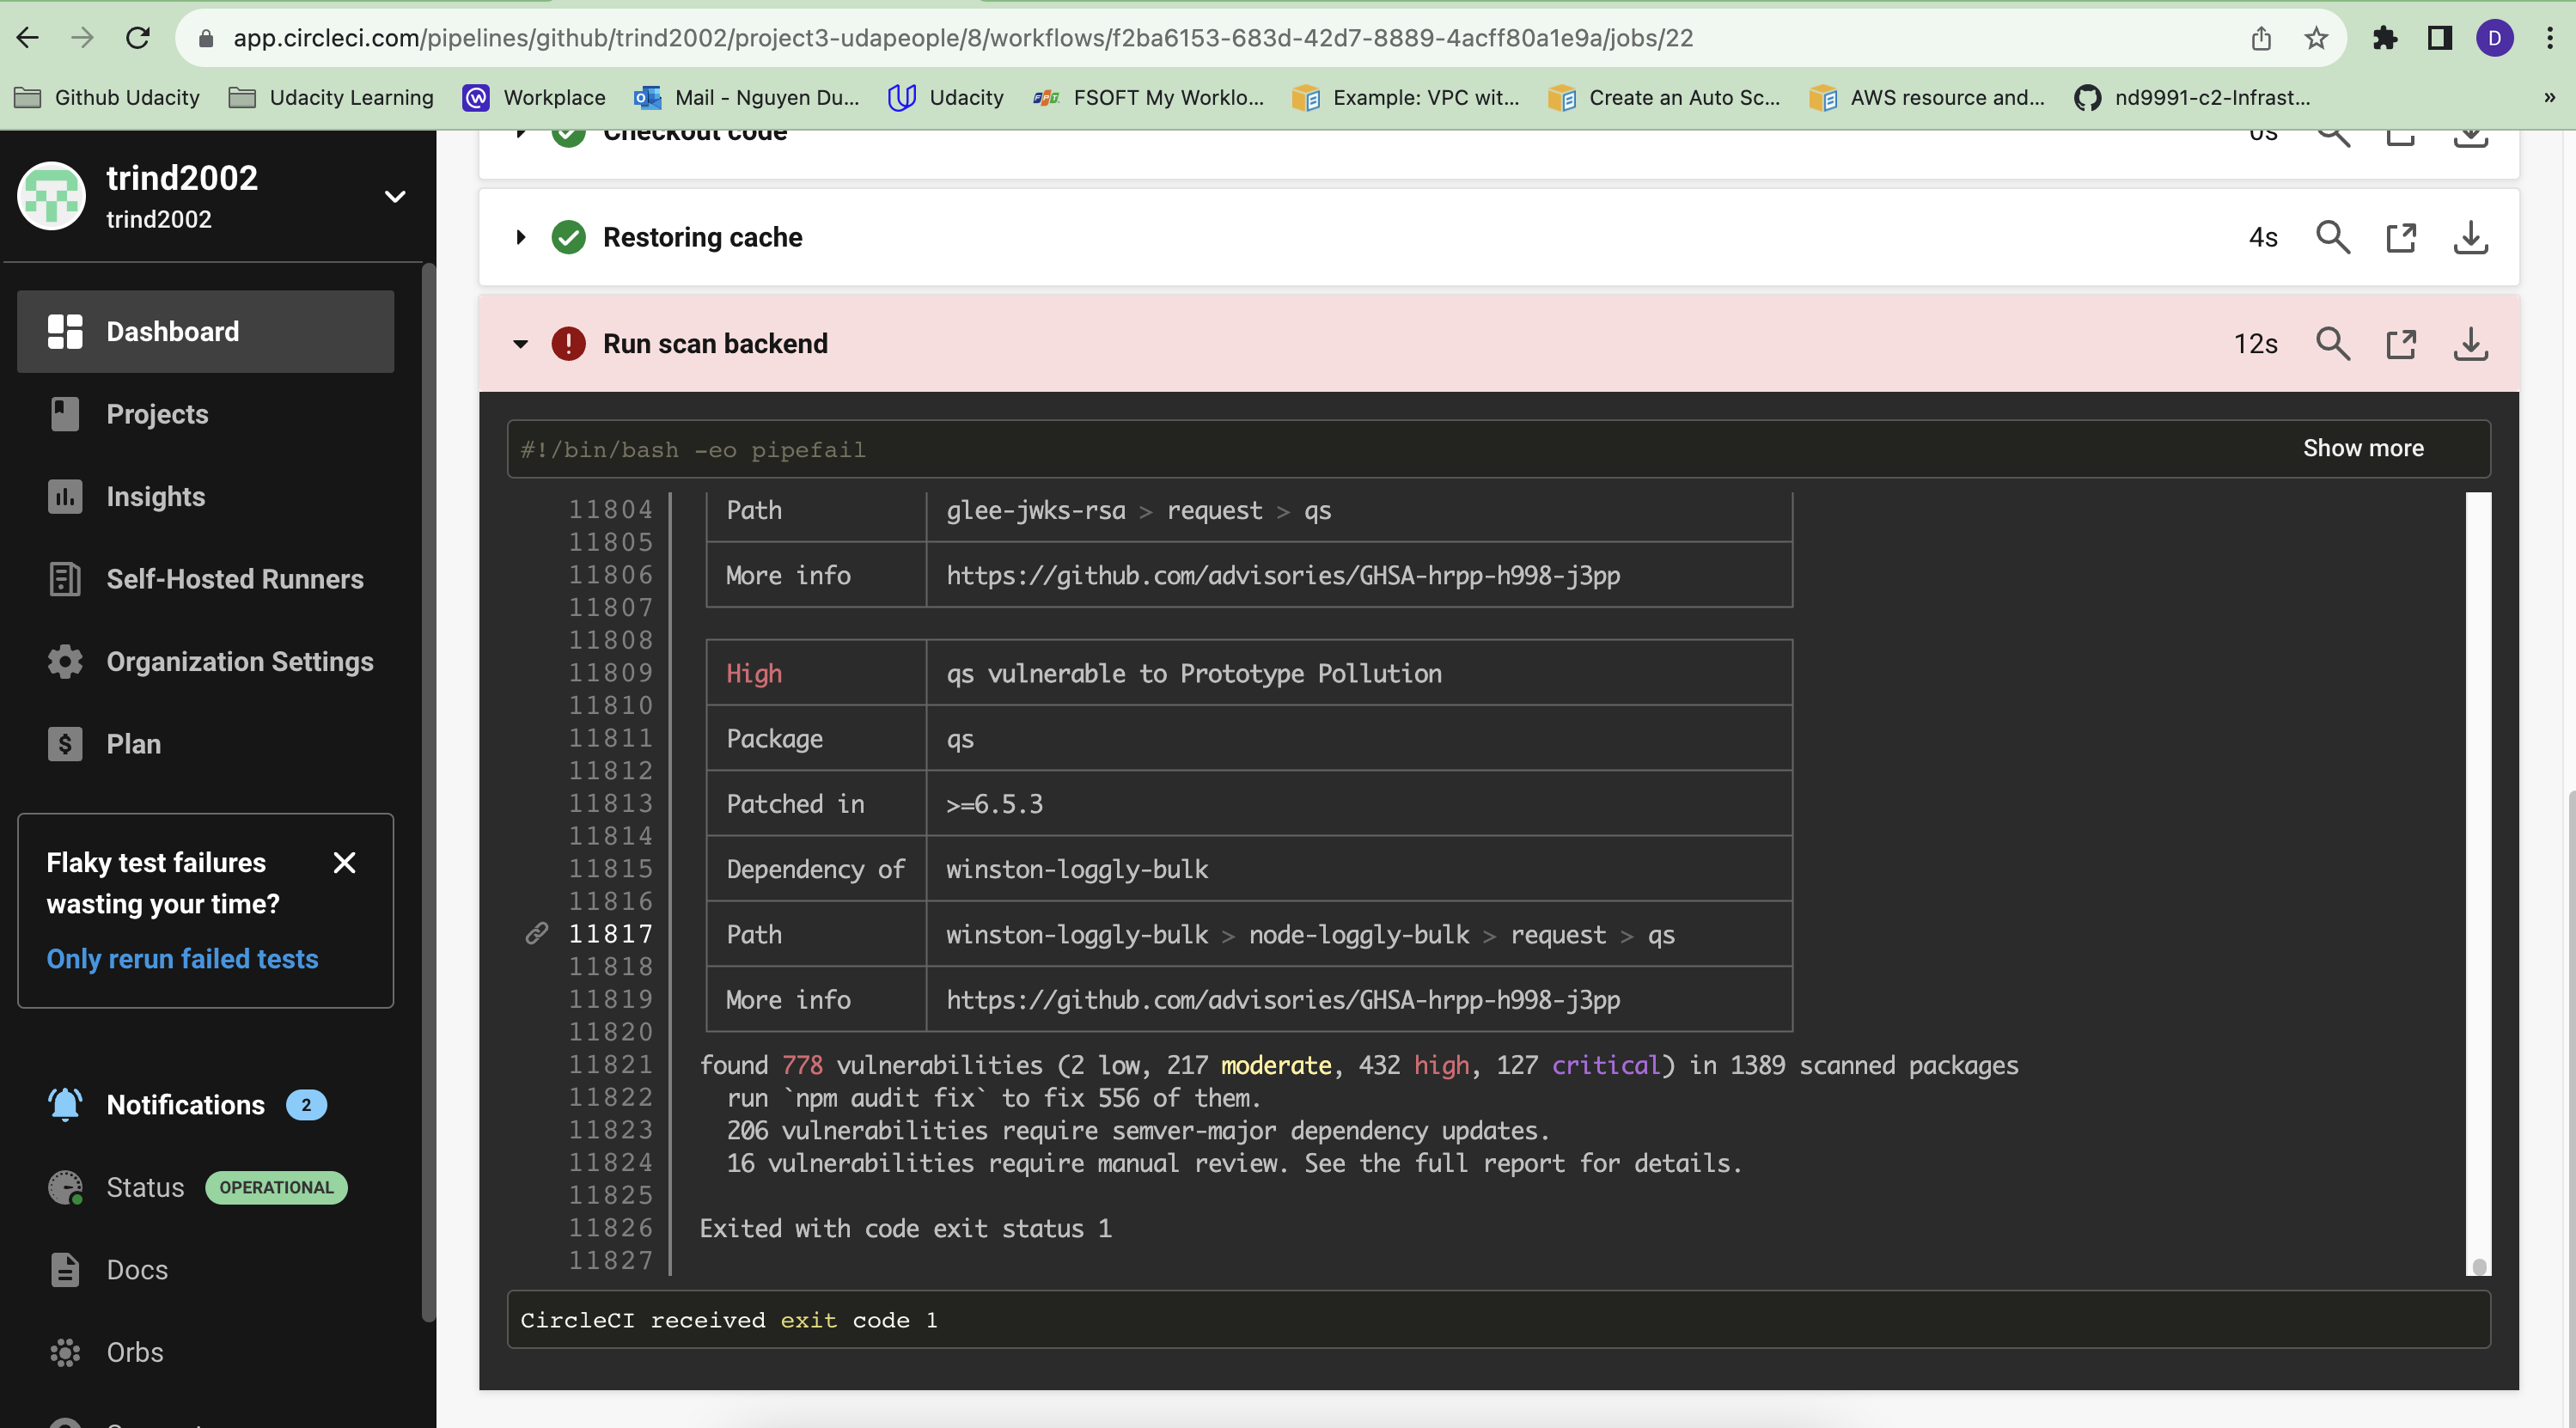 app.circleci.com/pipelines/github/trind2002/project3-udapeople/8/workflows/f2ba6153-683d-42d7-8889-4acff80a1e9a/jobs/22
D
Github Udacity
Udacity Learning
Workplace
Mail - Nguyen Du...
Udacity
FSOFT My Worklo...
Example: VPC wit...
Create an Auto Sc...
AWS resource and...
nd9991-c2-Infrast...
»
trind2002
trind2002
Dashboard
Projects
Insights
Self-Hosted Runners
Organization Settings
Plan
Flaky test failures
wasting your time?
Only rerun failed tests
Notifications 2
Status OPERATIONAL
Docs
Orbs
Checkout code 0s
Restoring cache 4s
Run scan backend 12s
#!/bin/bash -eo pipefail Show more
11804 Path glee-jwks-rsa > request > qs
11805
11806 More info https://github.com/advisories/GHSA-hrpp-h998-j3pp
11807
11808
11809 High qs vulnerable to Prototype Pollution
11810
11811 Package qs
11812
11813 Patched in >=6.5.3
11814
11815 Dependency of winston-loggly-bulk
11816
11817 Path winston-loggly-bulk > node-loggly-bulk > request > qs
11818
11819 More info https://github.com/advisories/GHSA-hrpp-h998-j3pp
11820
11821 found 778 vulnerabilities (2 low, 217 moderate, 432 high, 127 critical) in 1389 scanned packages
11822 run `npm audit fix` to fix 556 of them.
11823 206 vulnerabilities require semver-major dependency updates.
11824 16 vulnerabilities require manual review. See the full report for details.
11825
11826 Exited with code exit status 1
11827
CircleCI received exit code 1